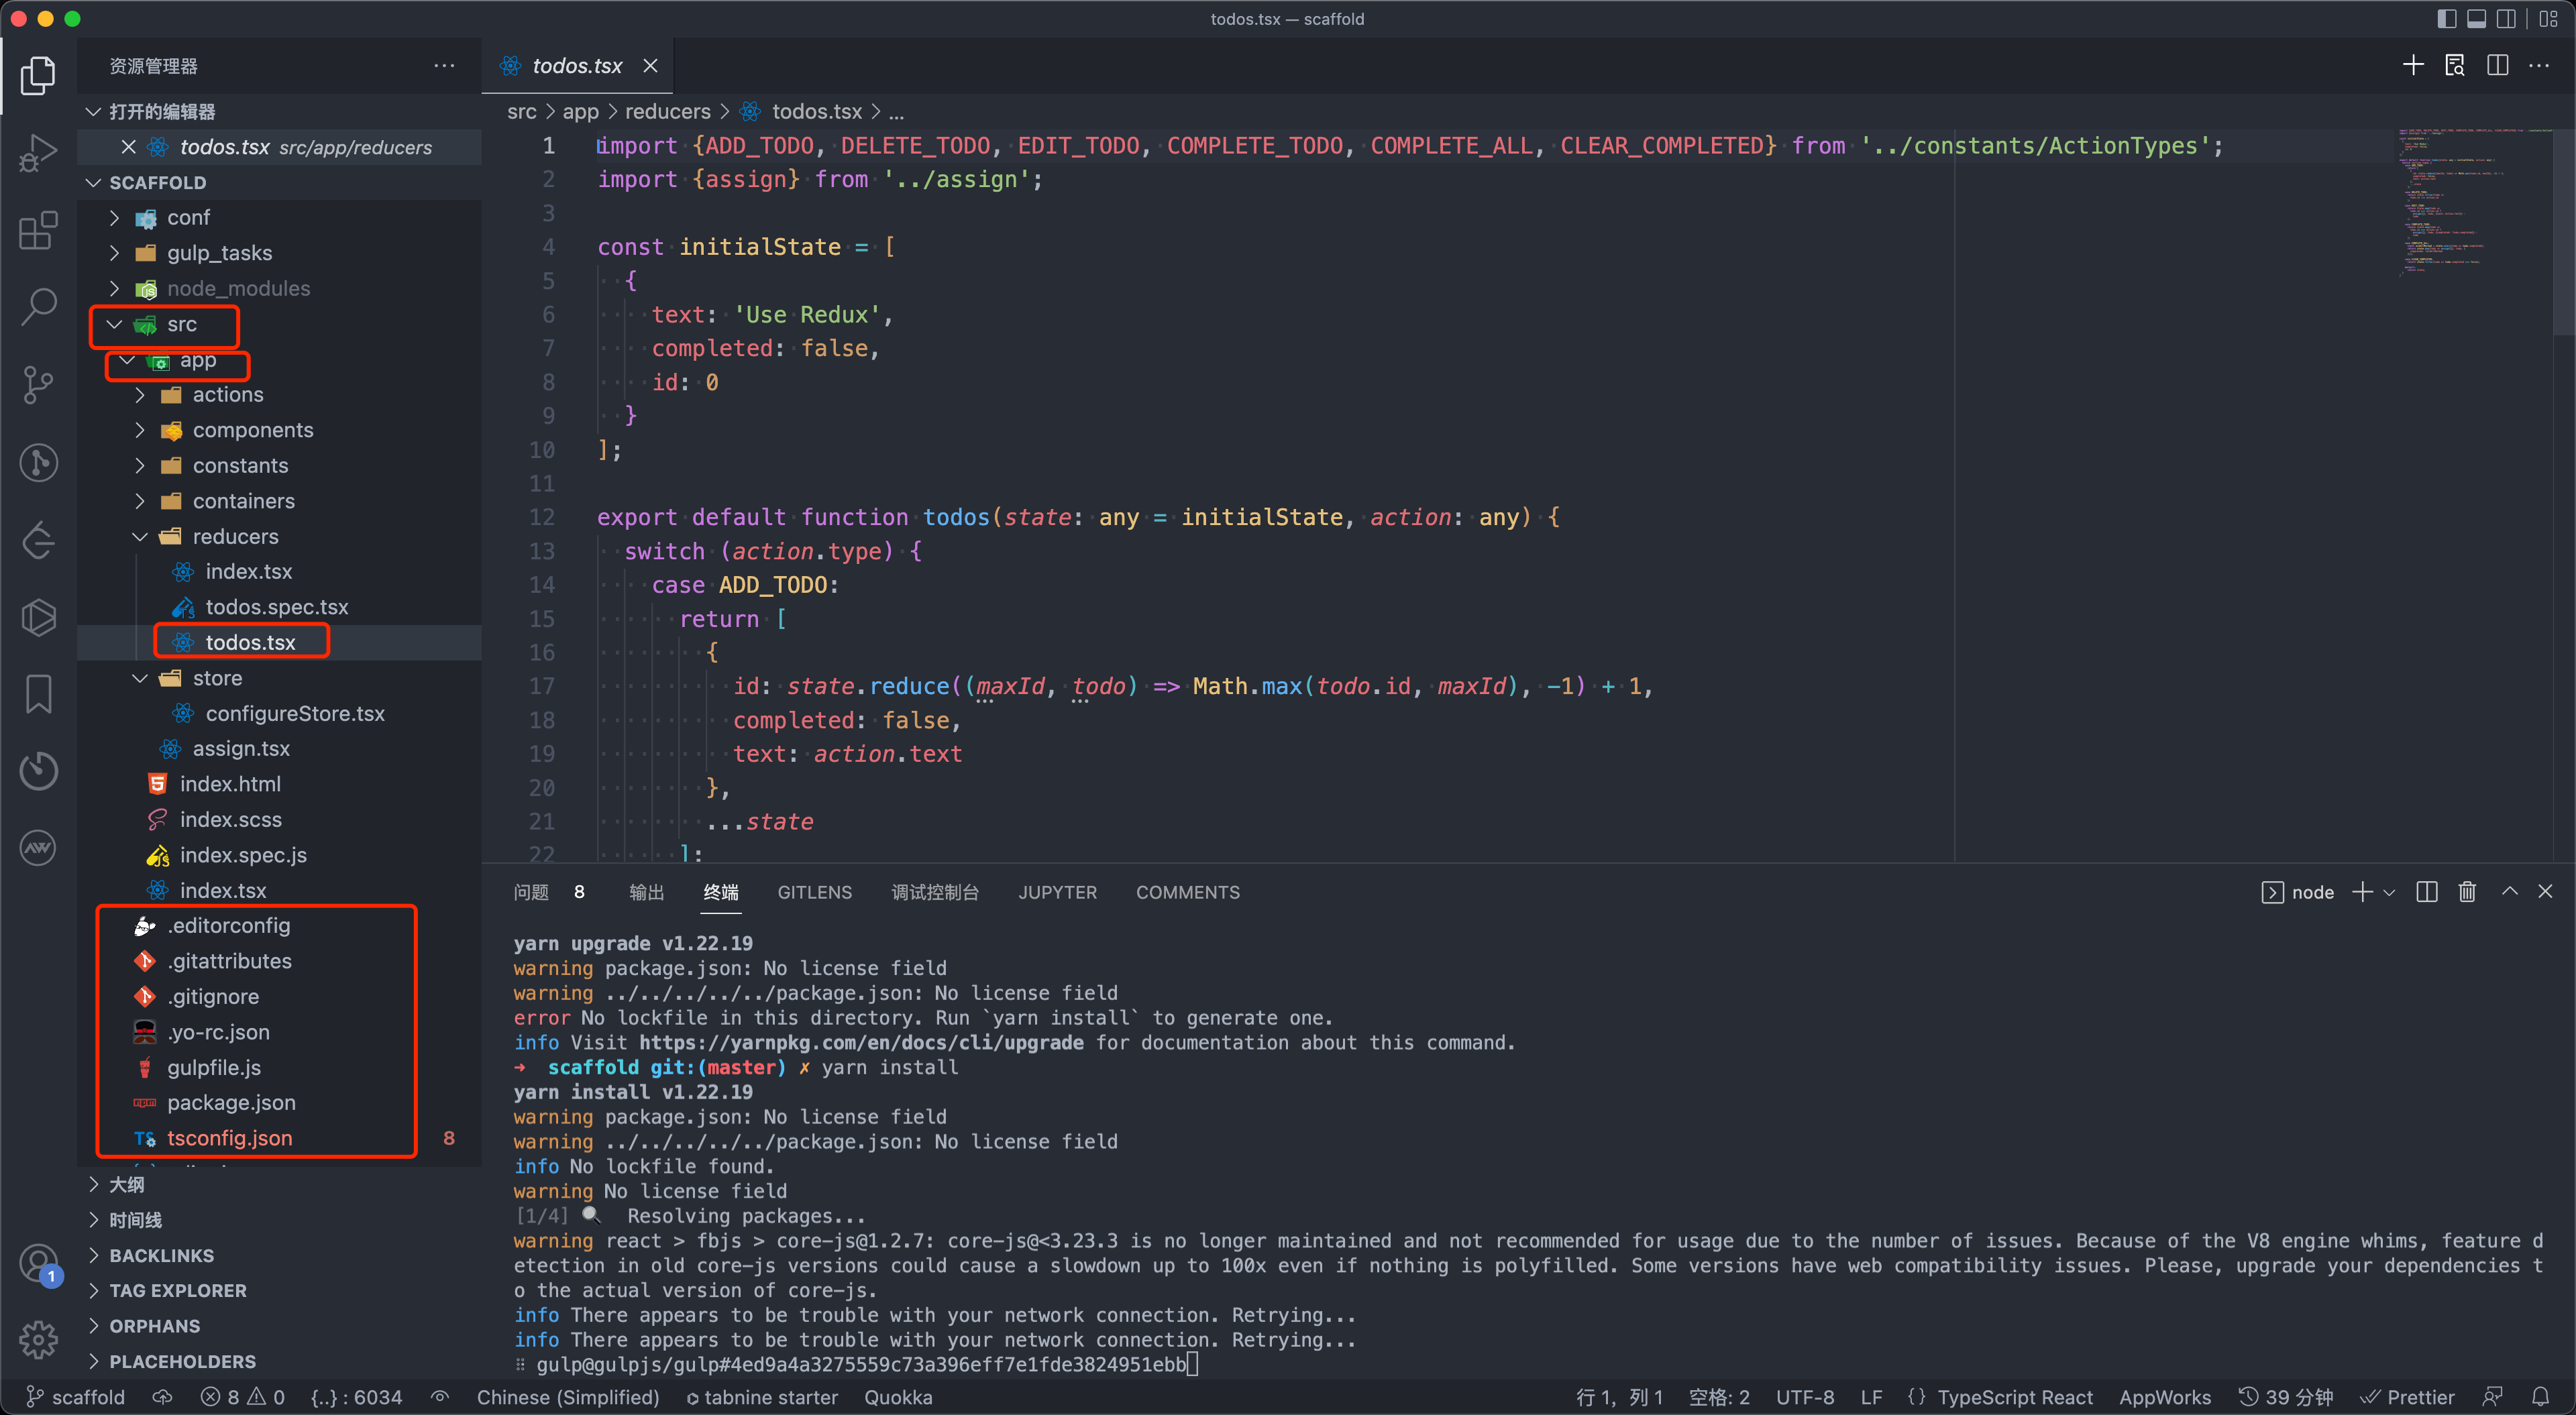 todos.tsx — scaffold
资源管理器
打开的编辑器
todos.tsx src/app/reducers
SCAFFOLD
conf
gulp_tasks
node_modules
src
app
actions
components
constants
containers
reducers
index.tsx
todos.spec.tsx
todos.tsx
store
configureStore.tsx
assign.tsx
index.html
index.scss
index.spec.js
index.tsx
.editorconfig
.gitattributes
.gitignore
.yo-rc.json
gulpfile.js
package.json
tsconfig.json 8
大纲
时间线
BACKLINKS
TAG EXPLORER
ORPHANS
PLACEHOLDERS
1
todos.tsx
src > app > reducers > todos.tsx > ...
1 import {ADD_TODO, DELETE_TODO, EDIT_TODO, COMPLETE_TODO, COMPLETE_ALL, CLEAR_COMPLETED} from '../constants/ActionTypes';
2 import {assign} from '../assign';
3
4 const initialState = [
5 {
6 text: 'Use Redux',
7 completed: false,
8 id: 0
9 }
10 ];
11
12 export default function todos(state: any = initialState, action: any) {
13 switch (action.type) {
14 case ADD_TODO:
15 return [
16 {
17 id: state.reduce((maxId, todo) => Math.max(todo.id, maxId), -1) + 1,
18 completed: false,
19 text: action.text
20 },
21 ...state
22 ];
问题 8 输出 终端 GITLENS 调试控制台 JUPYTER COMMENTS
node
yarn upgrade v1.22.19
warning package.json: No license field
warning ../../../../../package.json: No license field
error No lockfile in this directory. Run `yarn install` to generate one.
info Visit https://yarnpkg.com/en/docs/cli/upgrade for documentation about this command.
➜ scaffold git:(master) ✗ yarn install
yarn install v1.22.19
warning package.json: No license field
warning ../../../../../package.json: No license field
info No lockfile found.
warning No license field
[1/4] 🔍 Resolving packages...
warning react > fbjs > core-js@1.2.7: core-js@<3.23.3 is no longer maintained and not recommended for usage due to the number of issues. Because of the V8 engine whims, feature d
etection in old core-js versions could cause a slowdown up to 100x even if nothing is polyfilled. Some versions have web compatibility issues. Please, upgrade your dependencies t
o the actual version of core-js.
info There appears to be trouble with your network connection. Retrying...
info There appears to be trouble with your network connection. Retrying...
⠿ gulp@gulpjs/gulp#4ed9a4a3275559c73a396eff7e1fde3824951ebb
scaffold 8 0 {..} : 6034 Chinese (Simplified) tabnine starter Quokka 行 1，列 1 空格: 2 UTF-8 LF {} TypeScript React AppWorks 39 分钟 Prettier